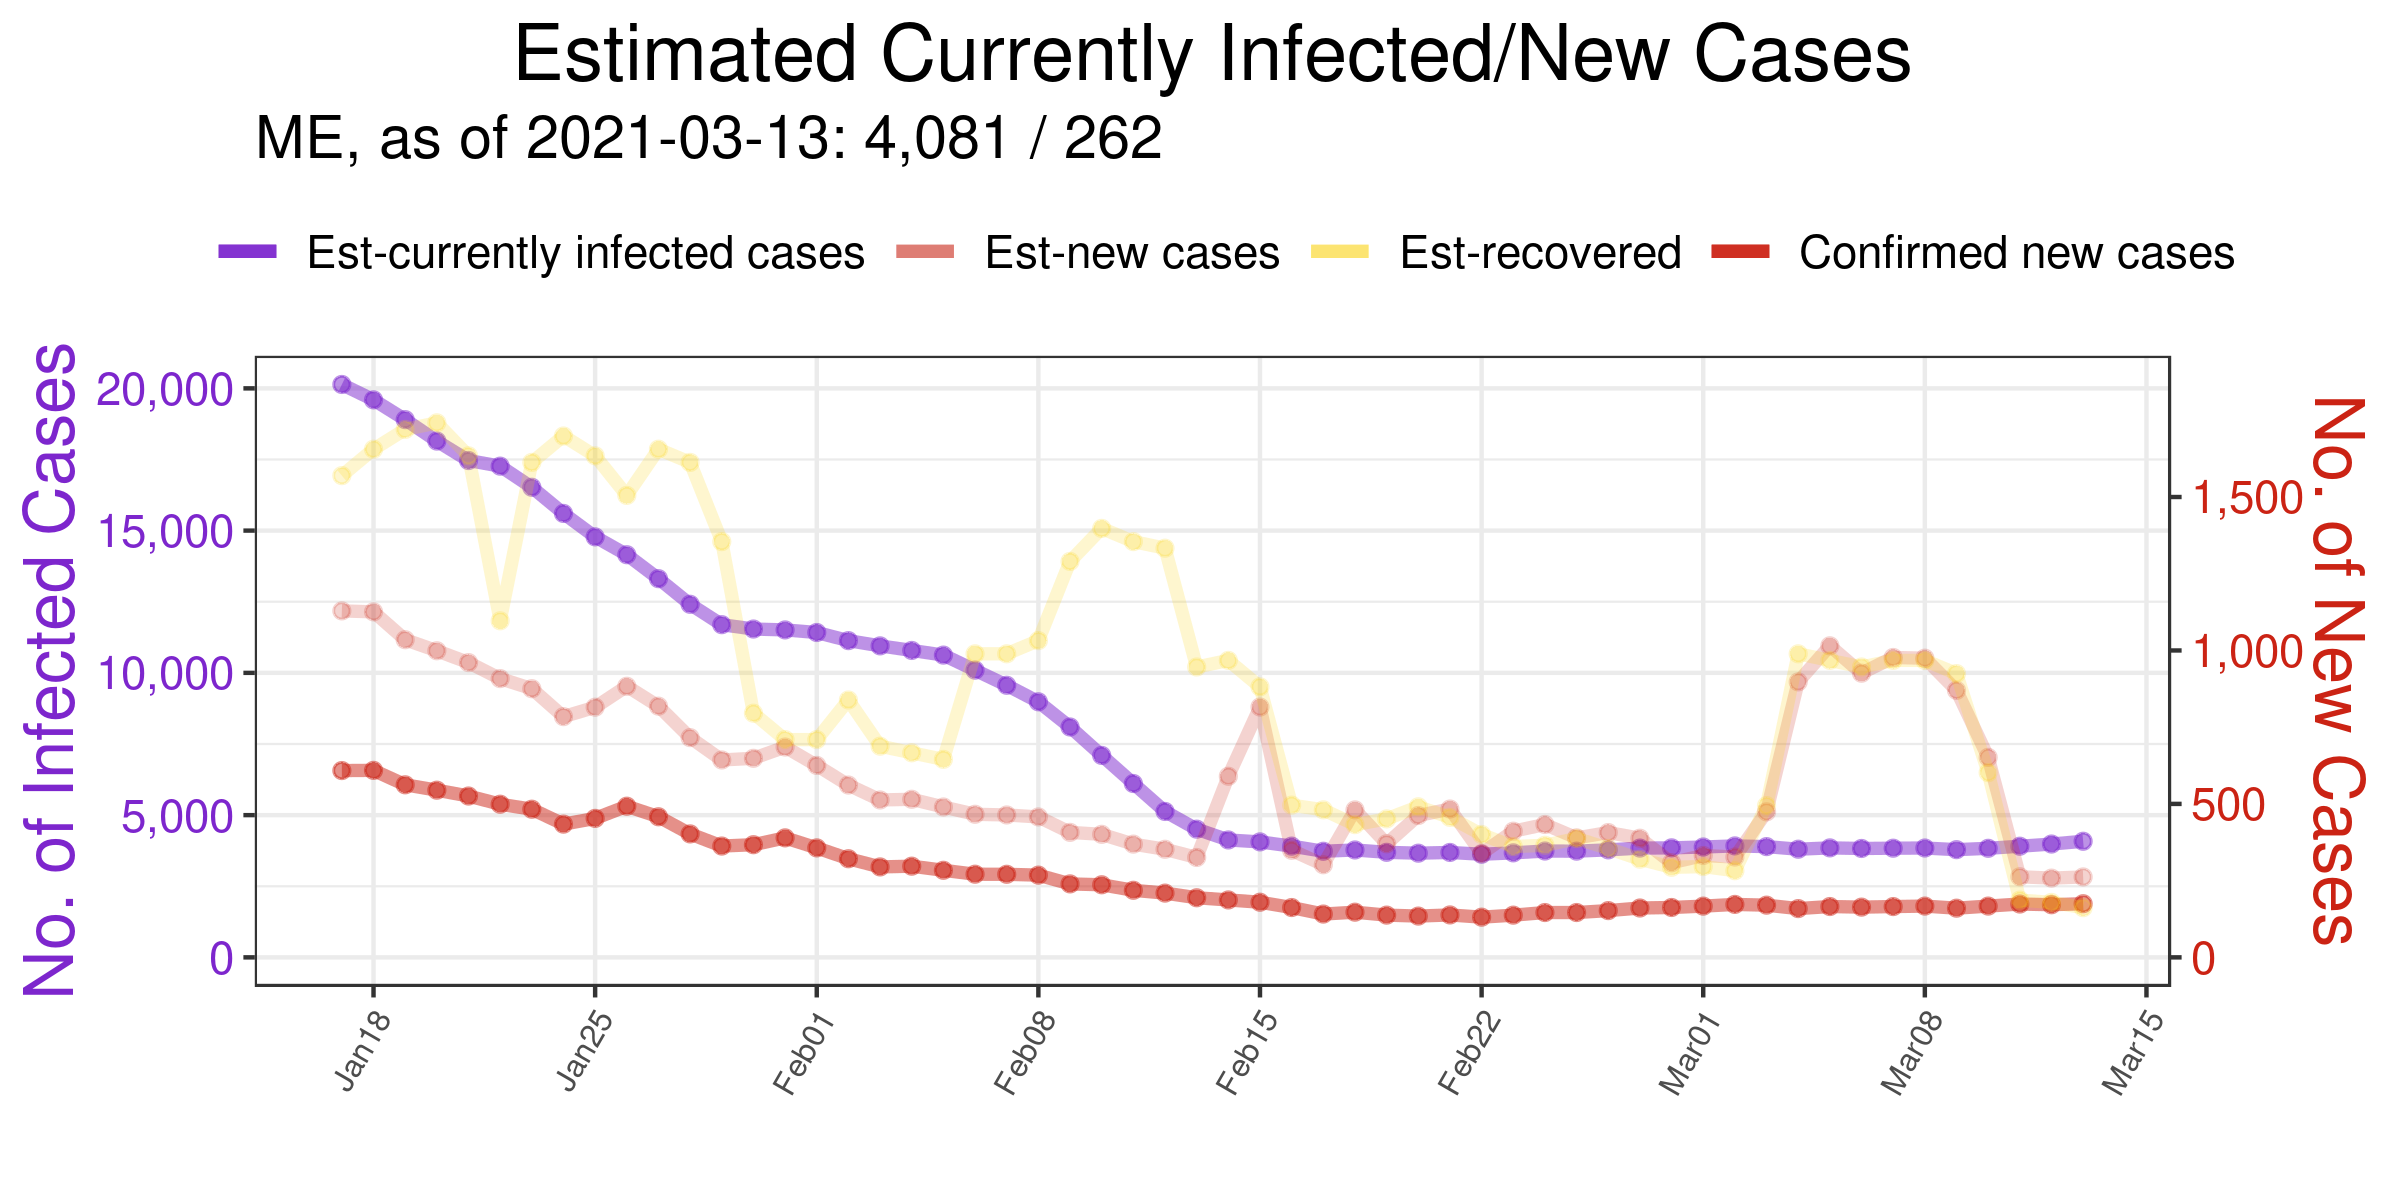 Estimated Currently Infected/New Cases
ME, as of 2021-03-13: 4,081 / 262
Est-currently infected cases
Est-new cases
Est-recovered
Confirmed new cases
No. of Infected Cases
20,000
15,000
10,000
5,000
0
1,500
1,000
500
0
No. of New Cases
Jan18
Jan25
Feb01
Feb08
Feb15
Feb22
Mar01
Mar08
Mar15